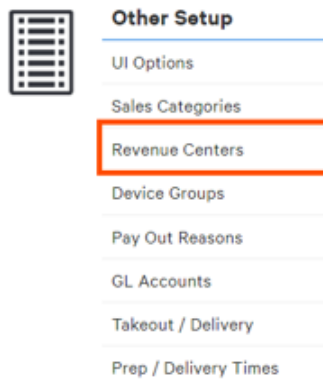 Other Setup
UI Options
Sales Categories
Revenue Centers
Device Groups
Pay Out Reasons
GL Accounts
Takeout / Delivery
Prep / Delivery Times